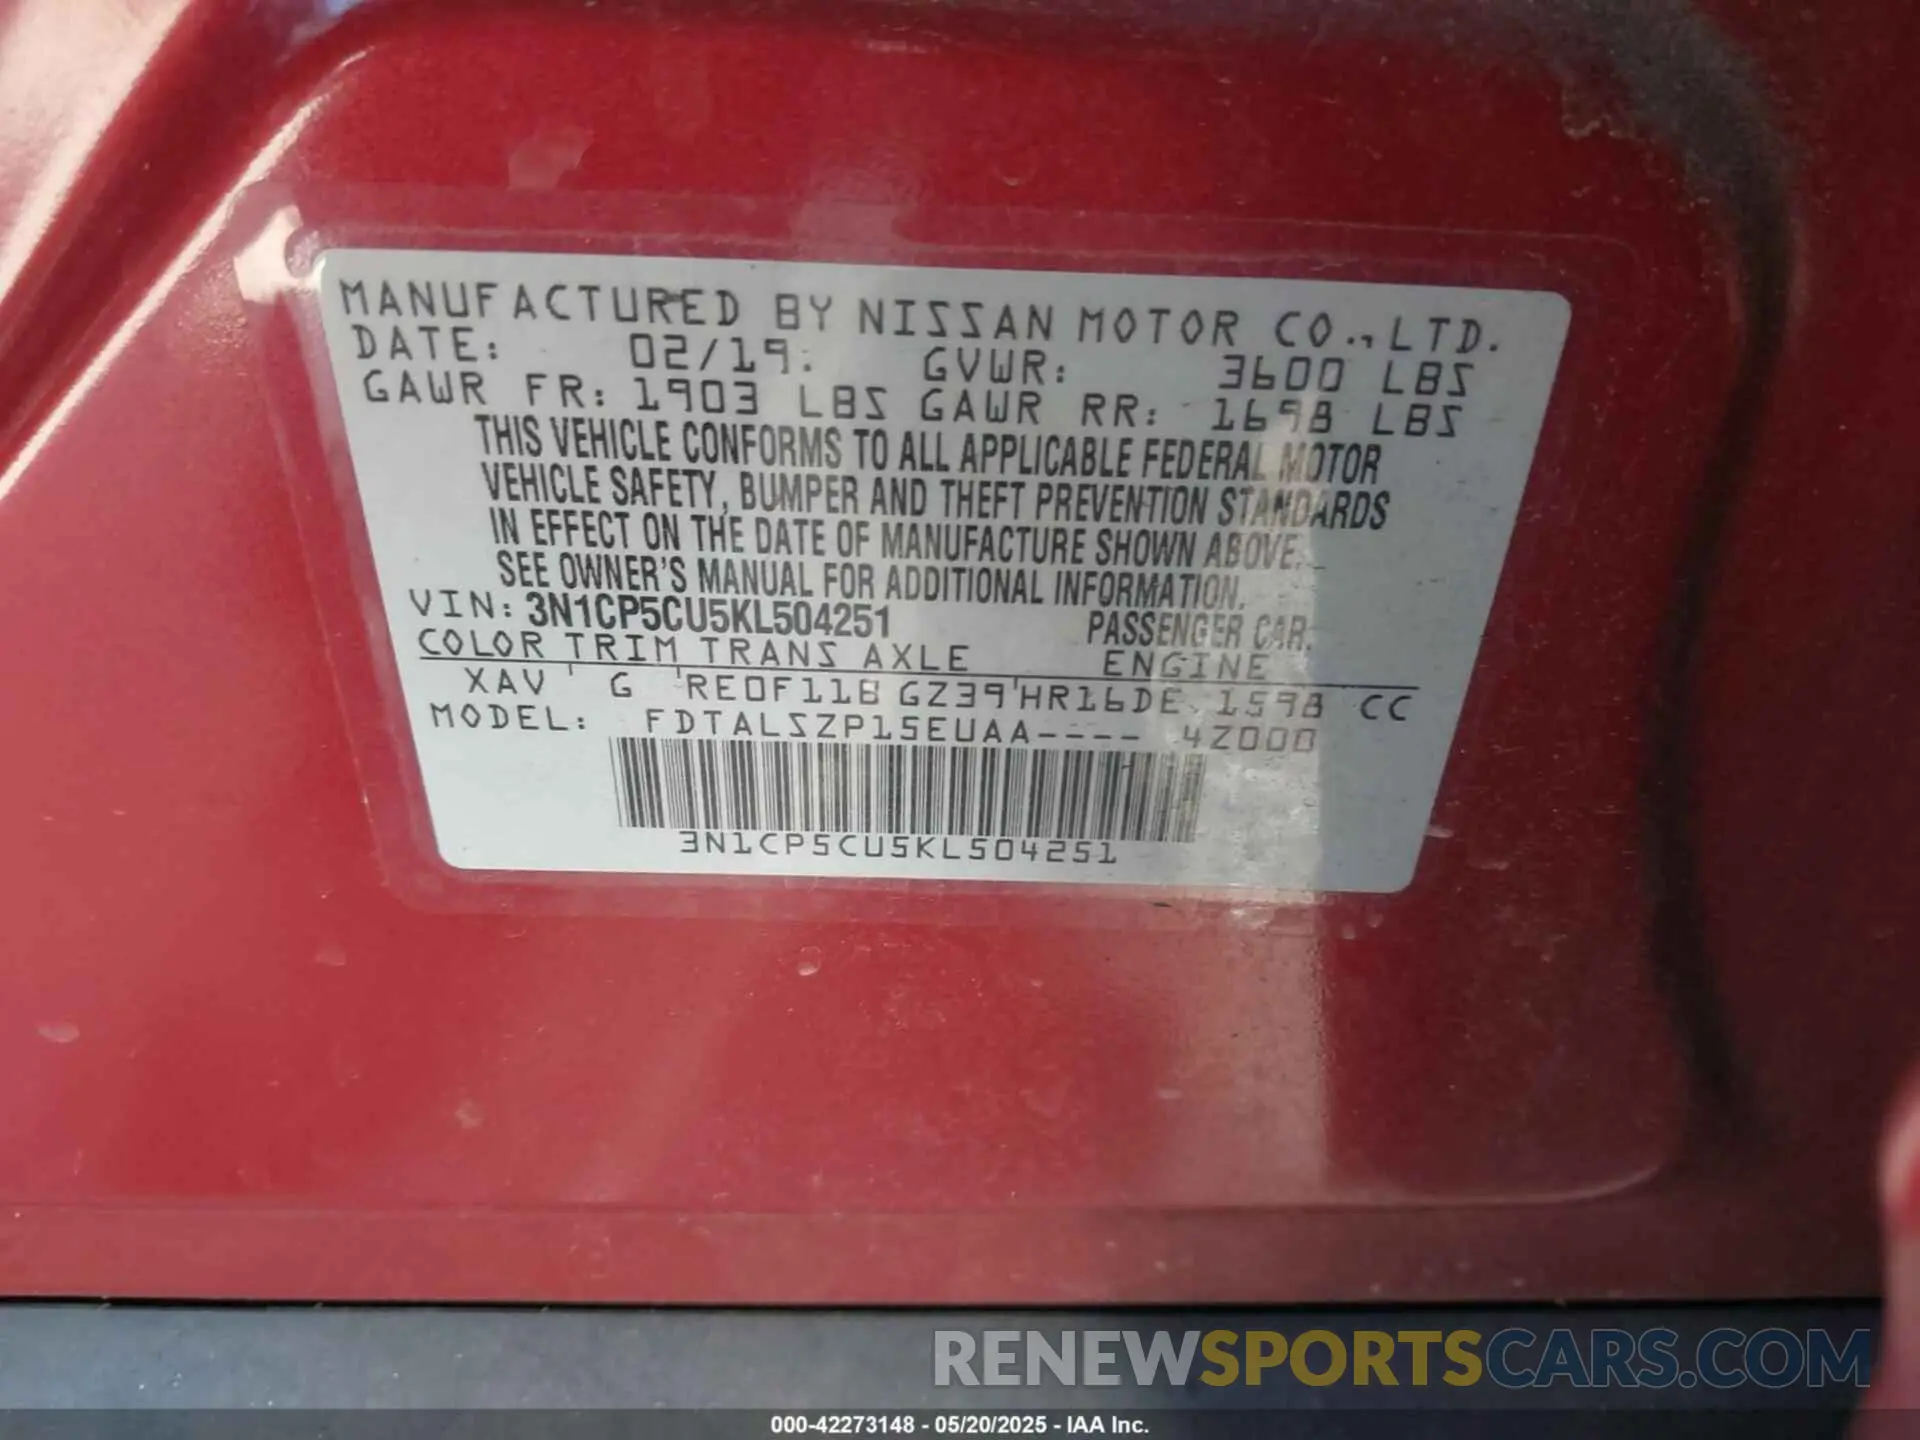 MANUFACTURED BY NISSAN MOTOR CO., LTD.
DATE: 02/19 GVWR: 3600 LBS
GAWR FR: 1903 LBS GAWR RR: 1698 LBS
THIS VEHICLE CONFORMS TO ALL APPLICABLE FEDERAL MOTOR
VEHICLE SAFETY, BUMPER AND THEFT PREVENTION STANDARDS
IN EFFECT ON THE DATE OF MANUFACTURE SHOWN ABOVE.
SEE OWNER'S MANUAL FOR ADDITIONAL INFORMATION.
VIN: 3N1CP5CU5KL504251 PASSENGER CAR.
COLOR TRIM TRANS AXLE ENGINE
XAV G RE0F11B GZ39 HR16DE 1598 CC
MODEL: FDTALSZP15EUAA---- 4Z000
3N1CP5CU5KL504251
RENEWSPORTSCARS.COM
000-42273148 - 05/20/2025 - IAA Inc.